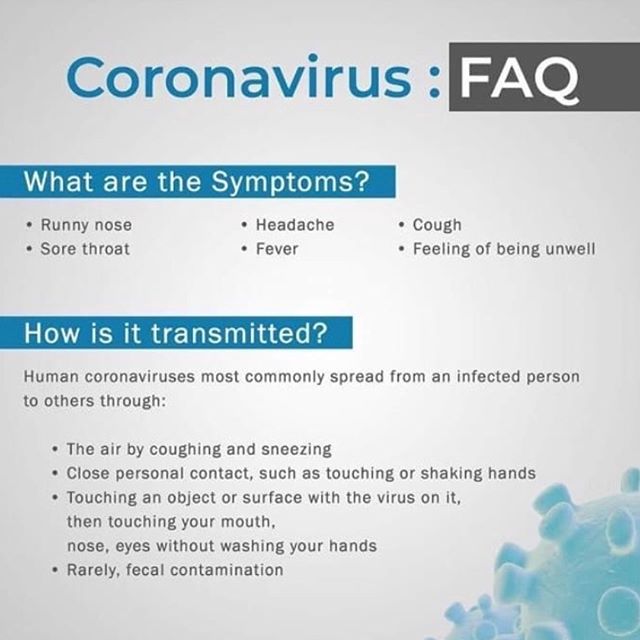 Coronavirus : FAQ
What are the Symptoms?
• Runny nose • Headache • Cough
• Sore throat • Fever • Feeling of being unwell
How is it transmitted?
Human coronaviruses most commonly spread from an infected person
to others through:
• The air by coughing and sneezing
• Close personal contact, such as touching or shaking hands
• Touching an object or surface with the virus on it,
then touching your mouth,
nose, eyes without washing your hands
• Rarely, fecal contamination